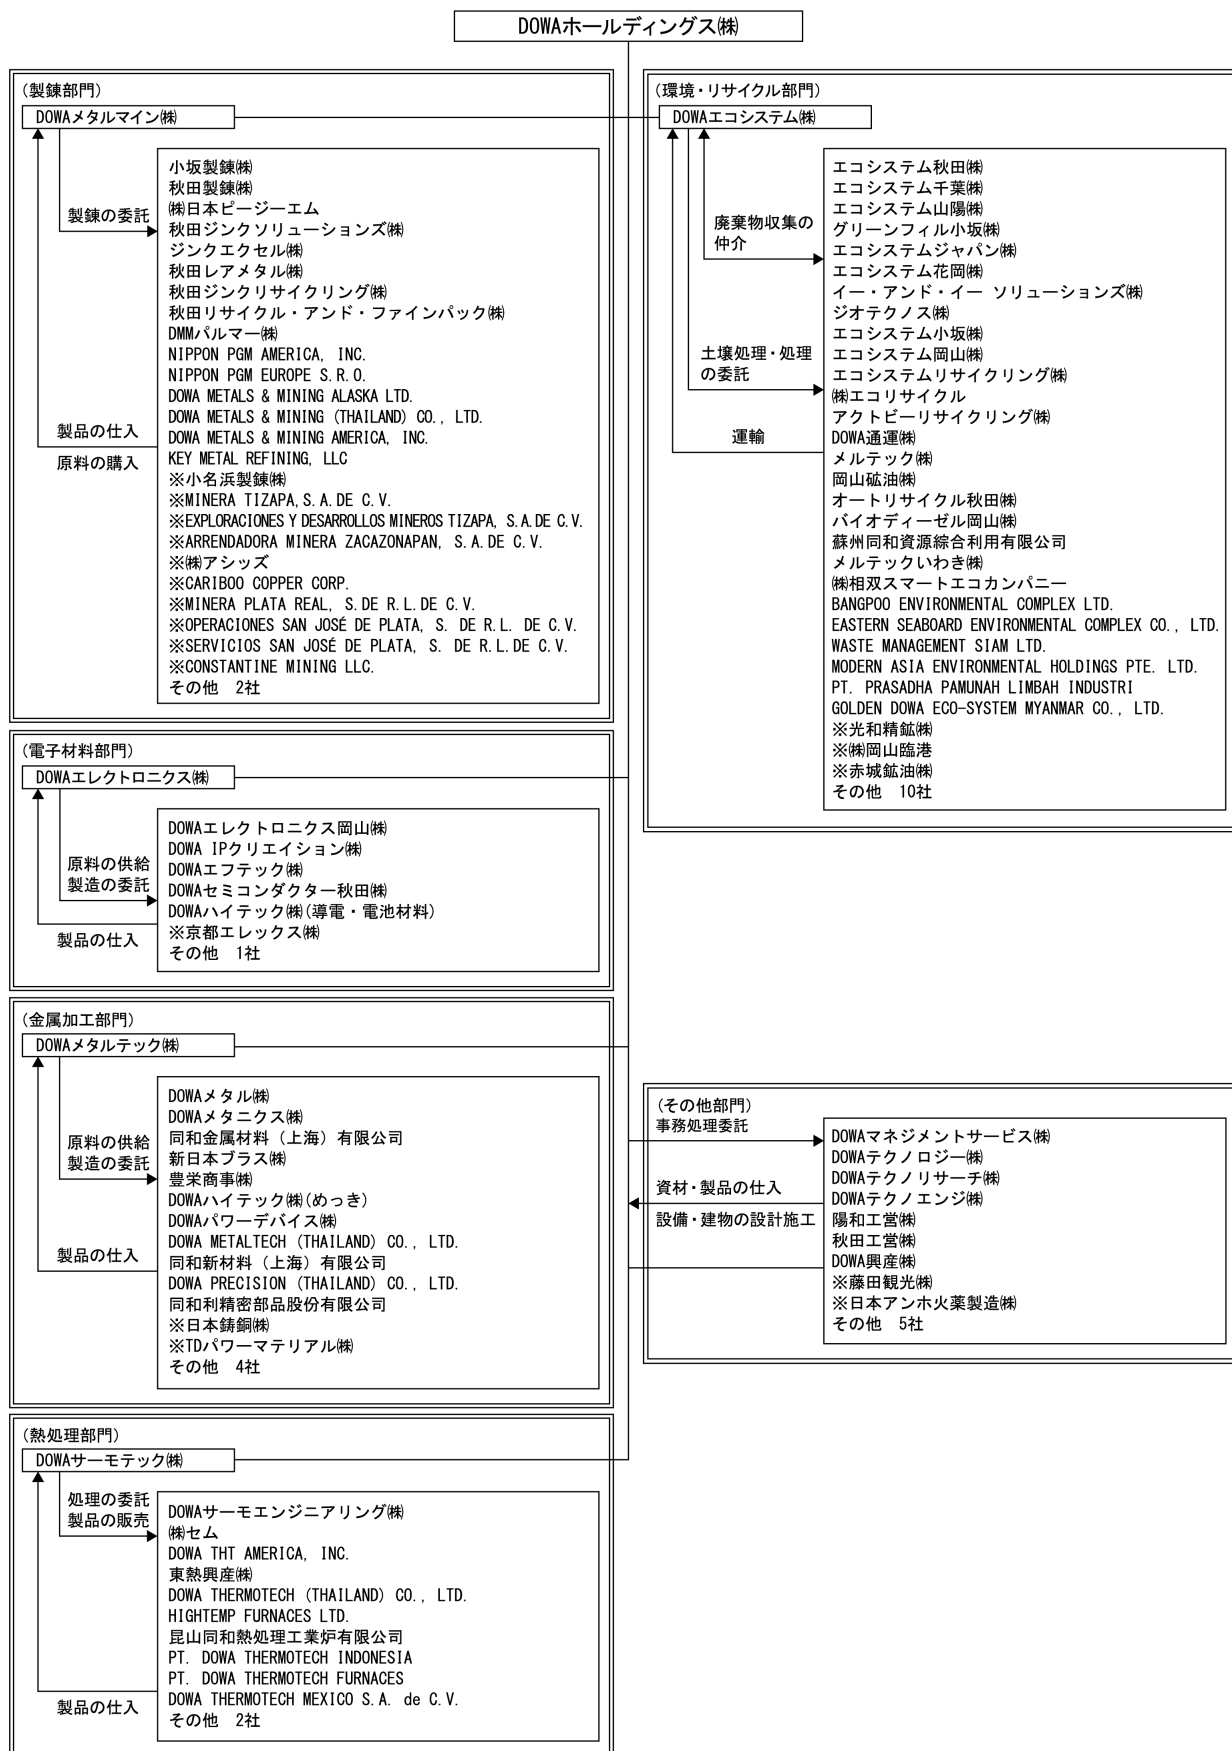 DOWAホールディングス㈱
(製錬部門)
DOWAメタルマイン㈱
製錬の委託
製品の仕入
原料の購入
小坂製錬㈱
秋田製錬㈱
㈱日本ピージーエム
秋田ジンクソリューションズ㈱
ジンクエクセル㈱
秋田レアメタル㈱
秋田ジンクリサイクリング㈱
秋田リサイクル・アンド・ファインパック㈱
DMMパルマー㈱
NIPPON PGM AMERICA, INC.
NIPPON PGM EUROPE S.R.O.
DOWA METALS & MINING ALASKA LTD.
DOWA METALS & MINING (THAILAND) CO., LTD.
DOWA METALS & MINING AMERICA, INC.
KEY METAL REFINING, LLC
※小名浜製錬㈱
※MINERA TIZAPA,S.A.DE C.V.
※EXPLORACIONES Y DESARROLLOS MINEROS TIZAPA, S.A.DE C.V.
※ARRENDADORA MINERA ZACAZONAPAN, S.A.DE C.V.
※㈱アシッズ
※CARIBOO COPPER CORP.
※MINERA PLATA REAL, S.DE R.L.DE C.V.
※OPERACIONES SAN JOSÉ DE PLATA, S. DE R.L. DE C.V.
※SERVICIOS SAN JOSÉ DE PLATA, S. DE R.L.DE C.V.
※CONSTANTINE MINING LLC.
その他 2社
(環境・リサイクル部門)
DOWAエコシステム㈱
廃棄物収集の
仲介
土壌処理・処理
の委託
運輸
エコシステム秋田㈱
エコシステム千葉㈱
エコシステム山陽㈱
グリーンフィル小坂㈱
エコシステムジャパン㈱
エコシステム花岡㈱
イー・アンド・イー ソリューションズ㈱
ジオテクノス㈱
エコシステム小坂㈱
エコシステム岡山㈱
エコシステムリサイクリング㈱
㈱エコリサイクル
アクトビーリサイクリング㈱
DOWA通運㈱
メルテック㈱
岡山砿油㈱
オートリサイクル秋田㈱
バイオディーゼル岡山㈱
蘇州同和資源綜合利用有限公司
メルテックいわき㈱
㈱相双スマートエコカンパニー
BANGPOO ENVIRONMENTAL COMPLEX LTD.
EASTERN SEABOARD ENVIRONMENTAL COMPLEX CO., LTD.
WASTE MANAGEMENT SIAM LTD.
MODERN ASIA ENVIRONMENTAL HOLDINGS PTE. LTD.
PT. PRASADHA PAMUNAH LIMBAH INDUSTRI
GOLDEN DOWA ECO-SYSTEM MYANMAR CO., LTD.
※光和精鉱㈱
※㈱岡山臨港
※赤城鉱油㈱
その他 10社
(電子材料部門)
DOWAエレクトロニクス㈱
原料の供給
製造の委託
製品の仕入
DOWAエレクトロニクス岡山㈱
DOWA IPクリエイション㈱
DOWAエフテック㈱
DOWAセミコンダクター秋田㈱
DOWAハイテック㈱(導電・電池材料)
※京都エレックス㈱
その他 1社
(金属加工部門)
DOWAメタルテック㈱
原料の供給
製造の委託
製品の仕入
DOWAメタル㈱
DOWAメタニクス㈱
同和金属材料（上海）有限公司
新日本ブラス㈱
豊栄商事㈱
DOWAハイテック㈱(めっき)
DOWAパワーデバイス㈱
DOWA METALTECH (THAILAND) CO., LTD.
同和新材料（上海）有限公司
DOWA PRECISION (THAILAND) CO., LTD.
同和利精密部品股份有限公司
※日本鋳銅㈱
※TDパワーマテリアル㈱
その他 4社
(その他部門)
事務処理委託
資材・製品の仕入
設備・建物の設計施工
DOWAマネジメントサービス㈱
DOWAテクノロジー㈱
DOWAテクノリサーチ㈱
DOWAテクノエンジ㈱
陽和工営㈱
秋田工営㈱
DOWA興産㈱
※藤田観光㈱
※日本アンホ火薬製造㈱
その他 5社
(熱処理部門)
DOWAサーモテック㈱
処理の委託
製品の販売
製品の仕入
DOWAサーモエンジニアリング㈱
㈱セム
DOWA THT AMERICA, INC.
東熱興産㈱
DOWA THERMOTECH (THAILAND) CO., LTD.
HIGHTEMP FURNACES LTD.
昆山同和熱処理工業炉有限公司
PT. DOWA THERMOTECH INDONESIA
PT. DOWA THERMOTECH FURNACES
DOWA THERMOTECH MEXICO S.A. de C.V.
その他 2社